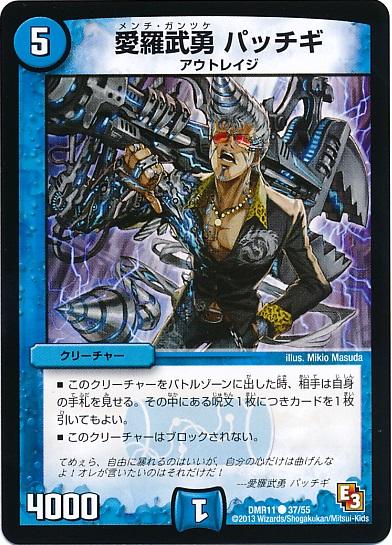 メンチ・ガンツケ
5
愛羅武勇 パッチギ
アウトレイジ
クリーチャー
illus. Mikio Masuda
■ このクリーチャーをバトルゾーンに出した時、相手は自身
の手札を見せる。その中にある呪文1枚につきカードを1枚
引いてもよい。
■ このクリーチャーはブロックされない。
てめぇら、自由に暴れるのはいいが、自分の心だけは曲げんな
よ！オレが言いたいのはそれだけだ！
---愛羅武勇 パッチギ
4000
1
E3
DMR11 37/55
©2013 Wizards/Shogakukan/Mitsui-Kids